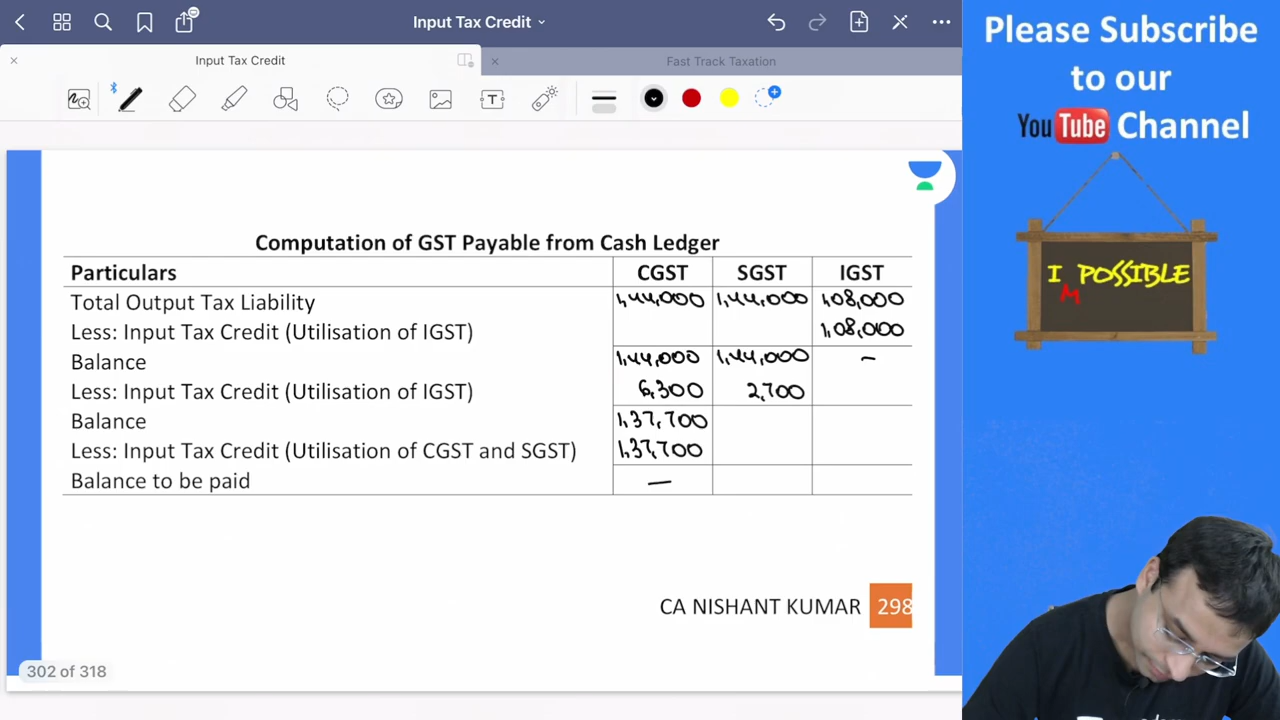 Input Tax Credit
Please Subscribe
to our
YouTube Channel
Input Tax Credit
Fast Track Taxation
I POSSIBLE
M
Computation of GST Payable from Cash Ledger
Particulars CGST SGST IGST
Total Output Tax Liability 1,44,000 1,44,000 1,08,000
Less: Input Tax Credit (Utilisation of IGST) 1,08,000
Balance 1,44,000 1,44,000 –
Less: Input Tax Credit (Utilisation of IGST) 6,300 2,700
Balance 1,37,700
Less: Input Tax Credit (Utilisation of CGST and SGST) 1,37,700
Balance to be paid —
CA NISHANT KUMAR 298
302 of 318